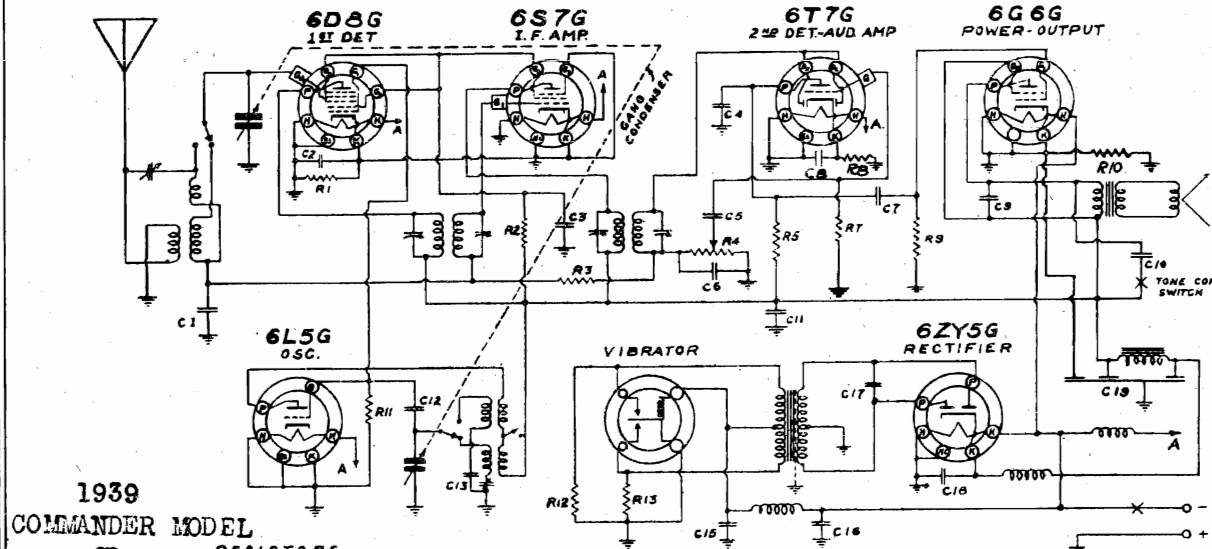 6D8G
1ST DET
6S7G
I.F. AMP.
6T7G
2ND DET.-AUD. AMP
6G6G
POWER-OUTPUT
GANG CONDENSER
A
A
A.
C2
R1
C4
C8
R8
R10
C9
C7
C5
R4
C6
R5
R7
R9
R2
C3
R3
C1
C10
TONE CON
SWITCH
C11
6L5G
OSC.
VIBRATOR
6ZY5G
RECTIFIER
C19
C17
C12
R11
A
C13
A
C18
R12
R13
C15
C16
-
+
1939
COMMANDER MODEL